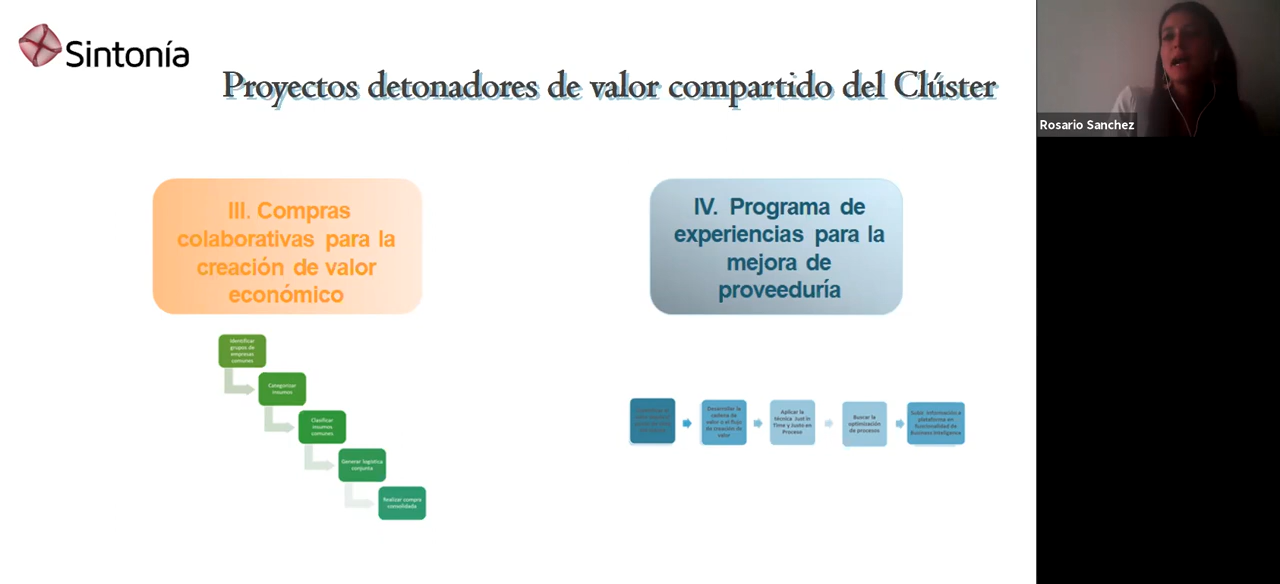 Sintonía
Proyectos detonadores de valor compartido del Clúster
Rosario Sanchez
III. Compras
colaborativas para la
creación de valor
económico
IV. Programa de
experiencias para la
mejora de
proveeduría
Identificar
grupos de
empresas
comunes
Categorizar
insumos
Clasificar
insumos
comunes
Generar logística
conjunta
Realizar compra
consolidada
Desarrollar la
cadena de
valor o el flujo
de creación de
valor
Aplicar la
técnica Just in
Time y Justo en
Proceso
Buscar la
optimización
de procesos
Subir información a
plataforma en
funcionalidad de
Business Inteligence